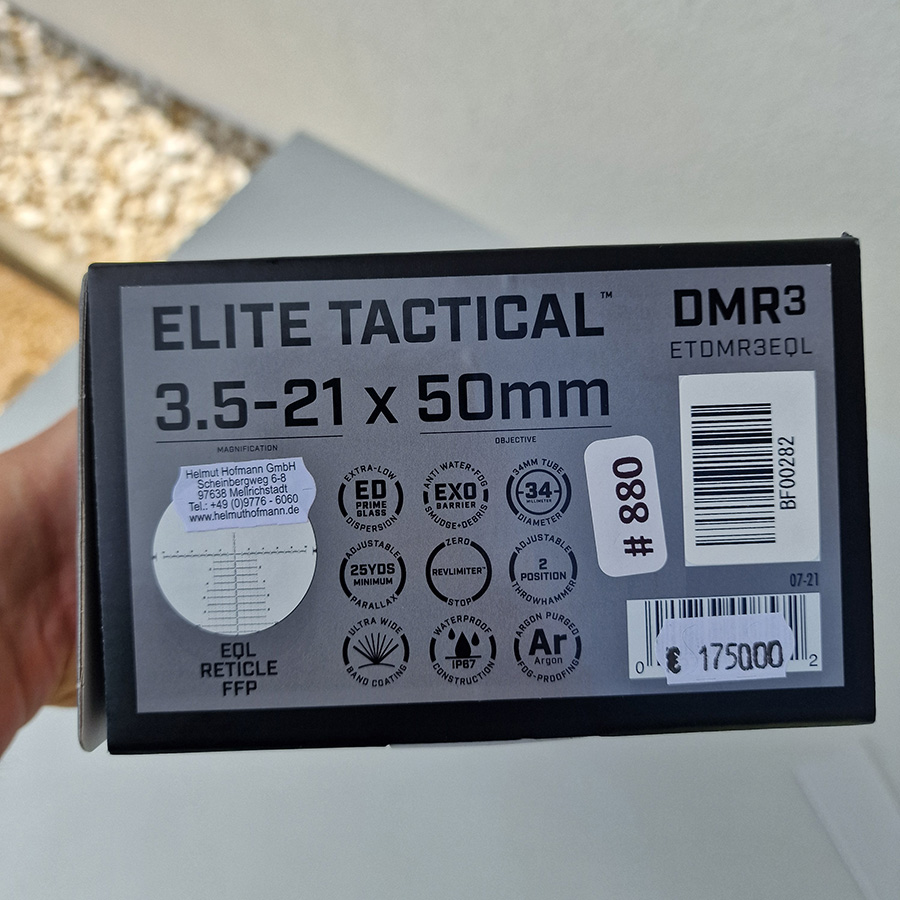 ELITE TACTICAL™
DMR3
ETDMR3EQL
3.5-21 x 50mm
MAGNIFICATION
OBJECTIVE
Helmut Hofmann GmbH
Scheinbergweg 6-8
97638 Mellrichstadt
Tel.: +49 (0)9776 - 6060
www.helmuthofmann.de
EQL
RETICLE
FFP
EXTRA-LOW
ED
PRIME
GLASS
DISPERSION
ANTI WATER•FOG
EXO
BARRIER
SMUDGE•DEBRIS
34MM TUBE
-34-
MILLIMETER
DIAMETER
ADJUSTABLE
25YDS
MINIMUM
PARALLAX
ZERO
REVLIMITER™
STOP
ADJUSTABLE
2
POSITION
THROWHAMMER
ULTRA WIDE
BAND COATING
WATERPROOF
IP67
CONSTRUCTION
ARGON PURGED
Ar
Argon
FOG-PROOFING
# 880
BF00282
07-21
0
€ 1750.00
2